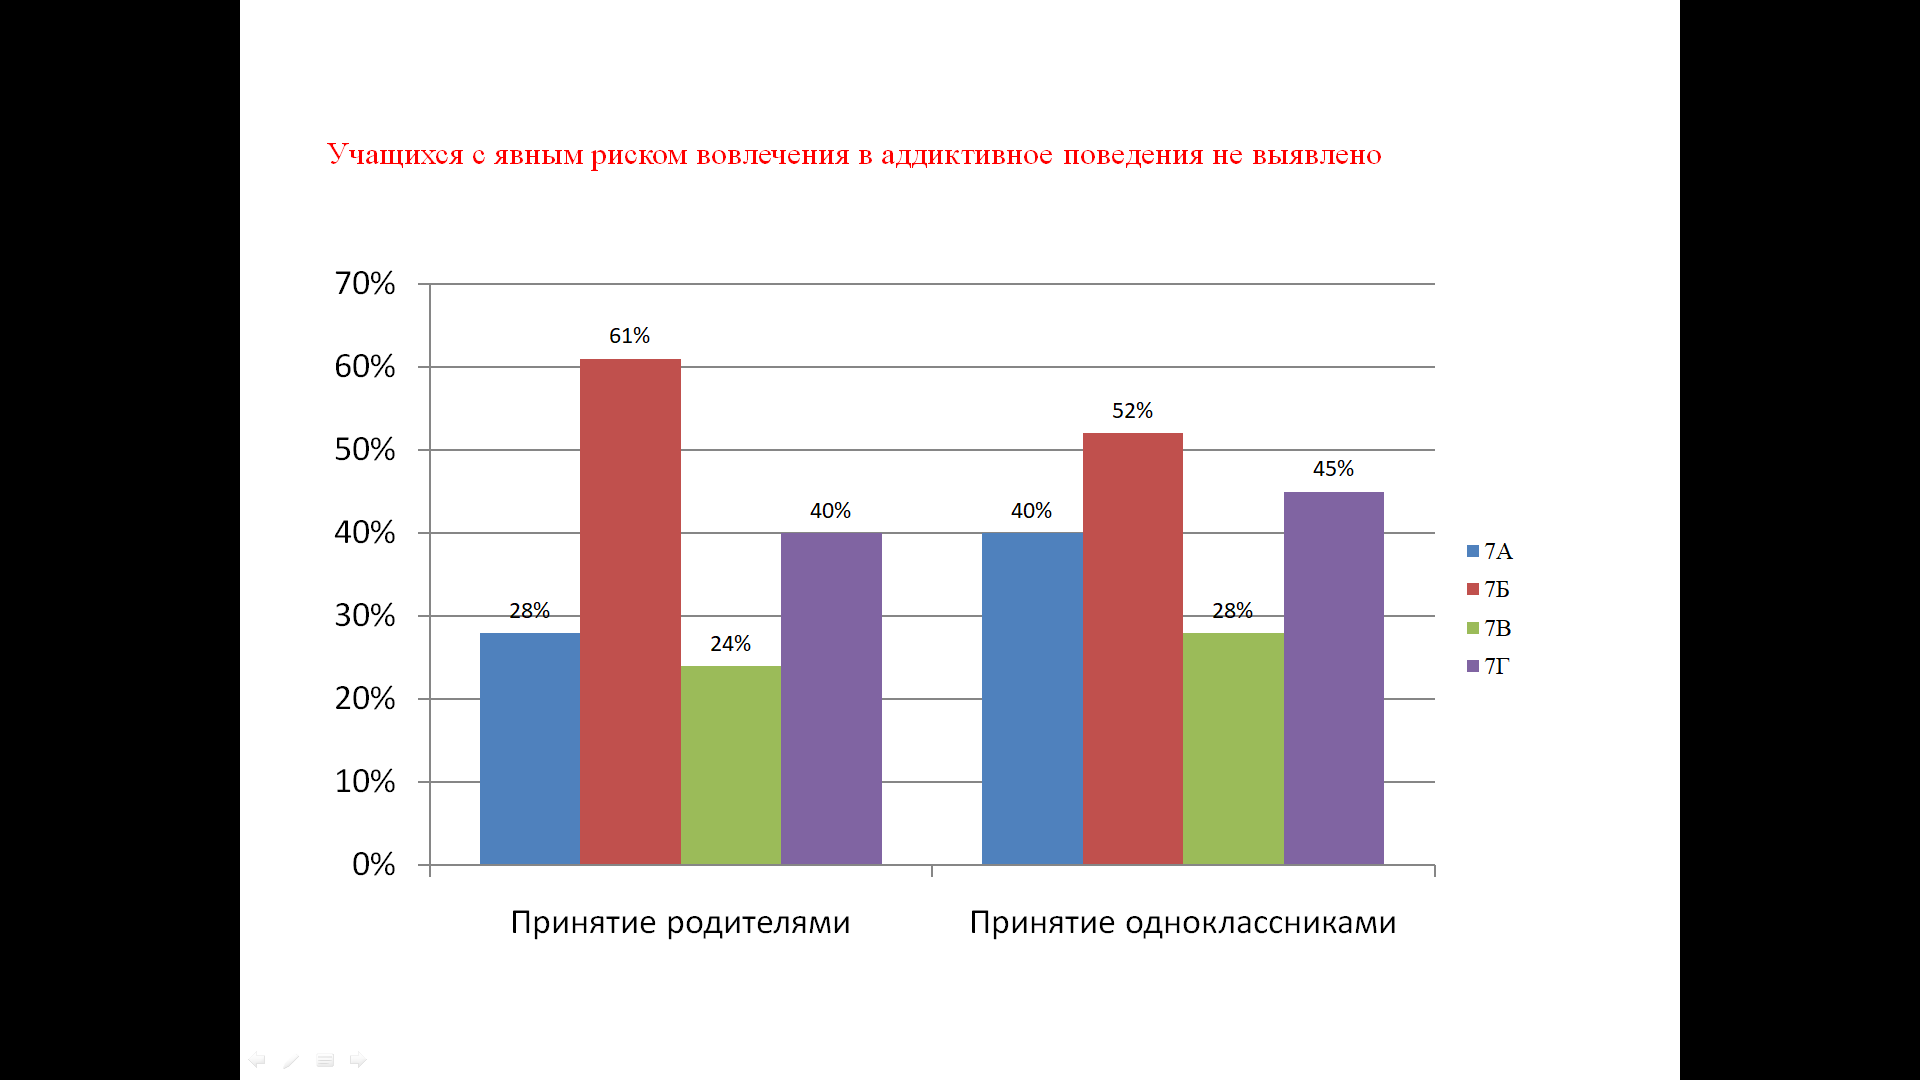 Учащихся с явным риском вовлечения в аддиктивное поведения не выявлено
70%
60%
50%
40%
30%
20%
10%
0%
28%
61%
24%
40%
40%
52%
28%
45%
Принятие родителями
Принятие одноклассниками
7А
7Б
7В
7Г